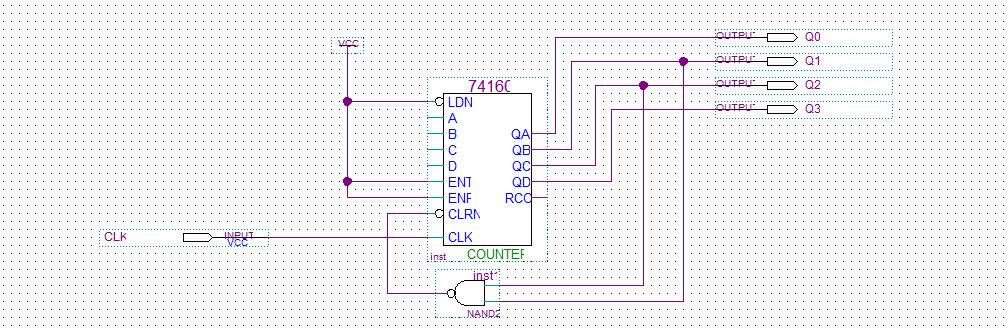 VCC
OUTPUT Q0
OUTPUT Q1
OUTPUT Q2
OUTPUT Q3
74160
LDN
A
B QA
C QB
D QC
ENT QD
ENP RCO
CLRN
CLK INPUT VCC
CLK
inst COUNTER
inst1
NAND2